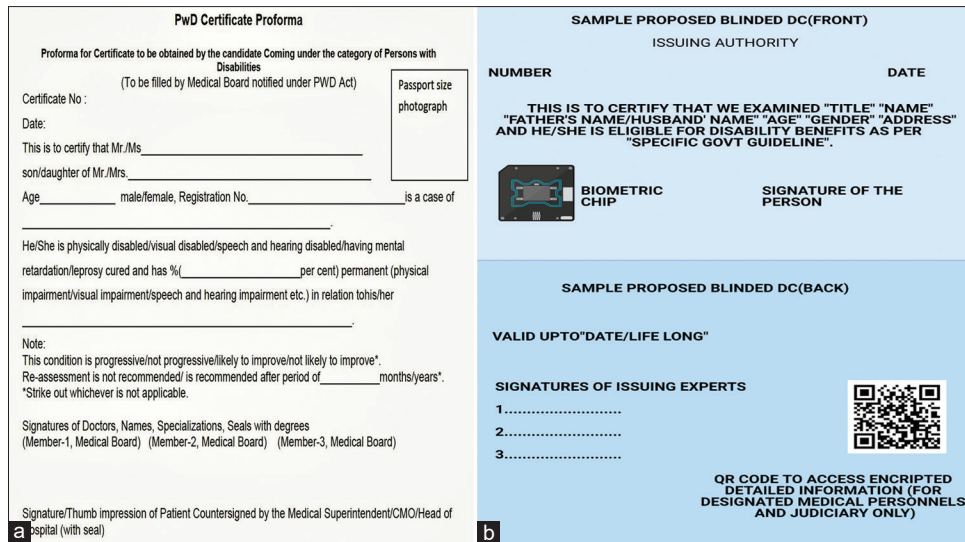 PwD Certificate Proforma
Proforma for Certificate to be obtained by the candidate Coming under the category of Persons with
Disabilities
(To be filled by Medical Board notified under PWD Act)
Passport size
photograph
Certificate No :
Date:
This is to certify that Mr./Ms
son/daughter of Mr./Mrs.
Age____________ male/female, Registration No.__________________________is a case of
__________________________________________________.
He/She is physically disabled/visual disabled/speech and hearing disabled/having mental
retardation/leprosy cured and has %(___________________per cent) permanent (physical
impairment/visual impairment/speech and hearing impairment etc.) in relation tohis/her
______________________________________________________.
Note:
This condition is progressive/not progressive/likely to improve/not likely to improve*.
Re-assessment is not recommended/ is recommended after period of_________months/years*.
*Strike out whichever is not applicable.
Signatures of Doctors, Names, Specializations, Seals with degrees
(Member-1, Medical Board) (Member-2, Medical Board) (Member-3, Medical Board)
Signature/Thumb impression of Patient Countersigned by the Medical Superintendent/CMO/Head of
ospital (with seal)
a
SAMPLE PROPOSED BLINDED DC(FRONT)
ISSUING AUTHORITY
NUMBER DATE
THIS IS TO CERTIFY THAT WE EXAMINED "TITLE" "NAME"
"FATHER'S NAME/HUSBAND' NAME" "AGE" "GENDER" "ADDRESS"
AND HE/SHE IS ELIGIBLE FOR DISABILITY BENEFITS AS PER
"SPECIFIC GOVT GUIDELINE".
BIOMETRIC
CHIP
SIGNATURE OF THE
PERSON
SAMPLE PROPOSED BLINDED DC(BACK)
VALID UPTO"DATE/LIFE LONG"
SIGNATURES OF ISSUING EXPERTS
1.........................
2.........................
3.........................
QR CODE TO ACCESS ENCRIPTED
DETAILED INFORMATION (FOR
DESIGNATED MEDICAL PERSONNELS
AND JUDICIARY ONLY)
b